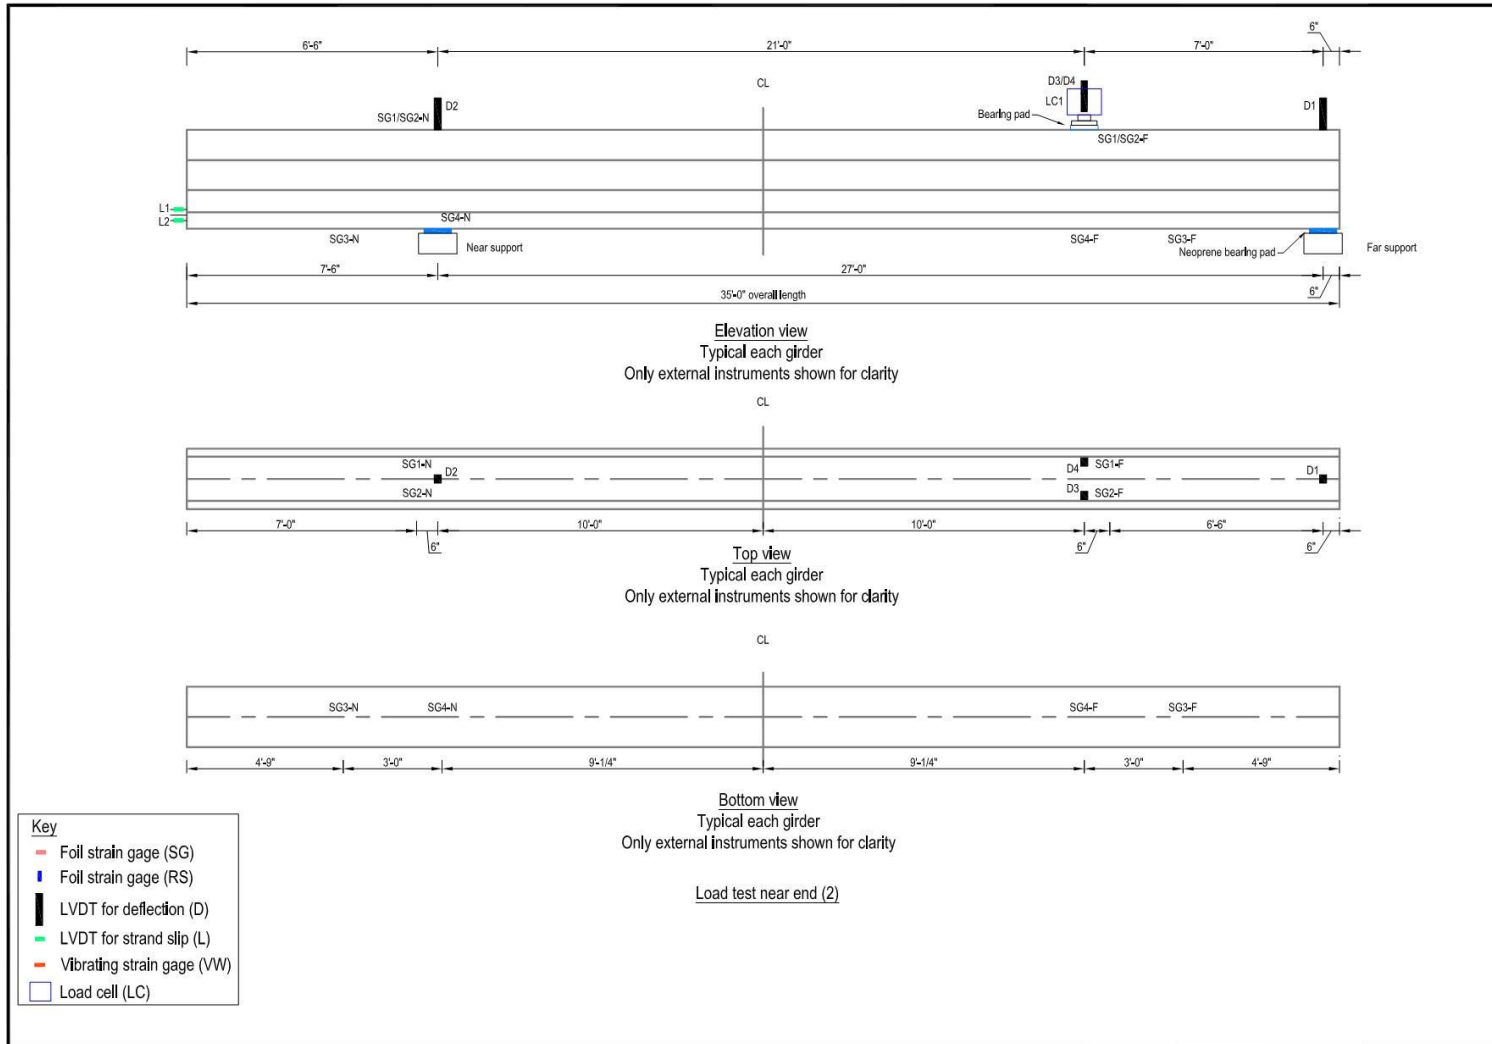 6"
6'-6"
21'-0"
7'-0"
CL
D3/D4
D2
LC1
D1
SG1/SG2-N
Bearing pad
SG1/SG2-F
L1
L2
SG4-N
SG3-N
Near support
SG4-F
SG3-F
Neoprene bearing pad
Far support
7'-6"
27'-0"
6"
35'-0" overall length
Elevation view
Typical each girder
Only external instruments shown for clarity
CL
SG1-N
D2
D4
SG1-F
D1
SG2-N
D3
SG2-F
7'-0"
10'-0"
10'-0"
6'-6"
6"
6"
6"
Top view
Typical each girder
Only external instruments shown for clarity
CL
SG3-N
SG4-N
SG4-F
SG3-F
4'-9"
3'-0"
9'-1/4"
9'-1/4"
3'-0"
4'-9"
Bottom view
Typical each girder
Only external instruments shown for clarity
Load test near end (2)
Key
Foil strain gage (SG)
Foil strain gage (RS)
LVDT for deflection (D)
LVDT for strand slip (L)
Vibrating strain gage (VW)
Load cell (LC)